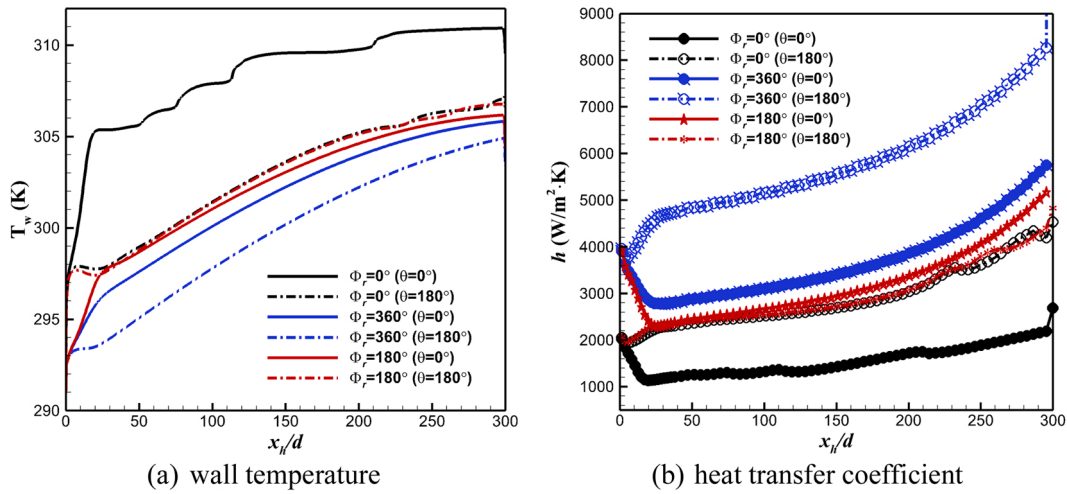 310
305
300
295
290
T_w (K)
0 50 100 150 200 250 300
x_h/d
Φ_r=0° (θ=0°)
Φ_r=0° (θ=180°)
Φ_r=360° (θ=0°)
Φ_r=360° (θ=180°)
Φ_r=180° (θ=0°)
Φ_r=180° (θ=180°)
(a) wall temperature
9000
8000
7000
6000
5000
4000
3000
2000
1000
h (W/m²·K)
0 50 100 150 200 250 300
x_h/d
Φ_r=0° (θ=0°)
Φ_r=0° (θ=180°)
Φ_r=360° (θ=0°)
Φ_r=360° (θ=180°)
Φ_r=180° (θ=0°)
Φ_r=180° (θ=180°)
(b) heat transfer coefficient